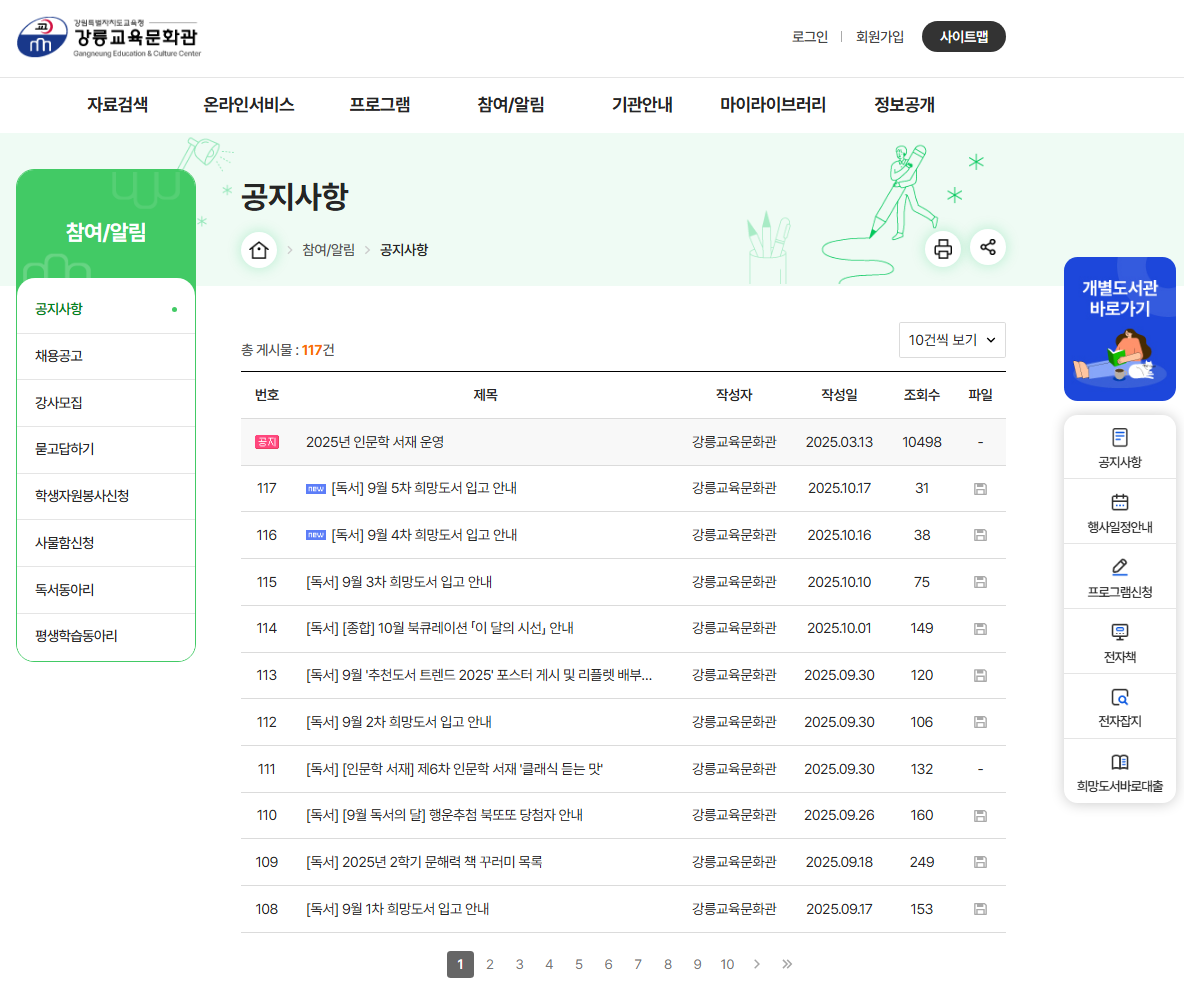 강원특별자치도교육청
강릉교육문화관
Gangneung Education & Culture Center
로그인
회원가입
사이트맵
자료검색 온라인서비스 프로그램 참여/알림 기관안내 마이라이브러리 정보공개
참여/알림
공지사항
채용공고
강사모집
묻고답하기
학생자원봉사신청
사물함신청
독서동아리
평생학습동아리
공지사항
참여/알림 공지사항
총 게시물 : 117건
10건씩 보기
번호 제목 작성자 작성일 조회수 파일
공지 2025년 인문학 서재 운영 강릉교육문화관 2025.03.13 10498 -
117 new [독서] 9월 5차 희망도서 입고 안내 강릉교육문화관 2025.10.17 31
116 new [독서] 9월 4차 희망도서 입고 안내 강릉교육문화관 2025.10.16 38
115 [독서] 9월 3차 희망도서 입고 안내 강릉교육문화관 2025.10.10 75
114 [독서] [종합] 10월 북큐레이션 「이 달의 시선」 안내 강릉교육문화관 2025.10.01 149
113 [독서] 9월 '추천도서 트렌드 2025' 포스터 게시 및 리플렛 배부... 강릉교육문화관 2025.09.30 120
112 [독서] 9월 2차 희망도서 입고 안내 강릉교육문화관 2025.09.30 106
111 [독서] [인문학 서재] 제6차 인문학 서재 '클래식 듣는 맛' 강릉교육문화관 2025.09.30 132 -
110 [독서] [9월 독서의 달] 행운추첨 북또또 당첨자 안내 강릉교육문화관 2025.09.26 160
109 [독서] 2025년 2학기 문해력 책 꾸러미 목록 강릉교육문화관 2025.09.18 249
108 [독서] 9월 1차 희망도서 입고 안내 강릉교육문화관 2025.09.17 153
1 2 3 4 5 6 7 8 9 10
개별도서관
바로가기
공지사항
행사일정안내
프로그램신청
전자책
전자잡지
희망도서바로대출